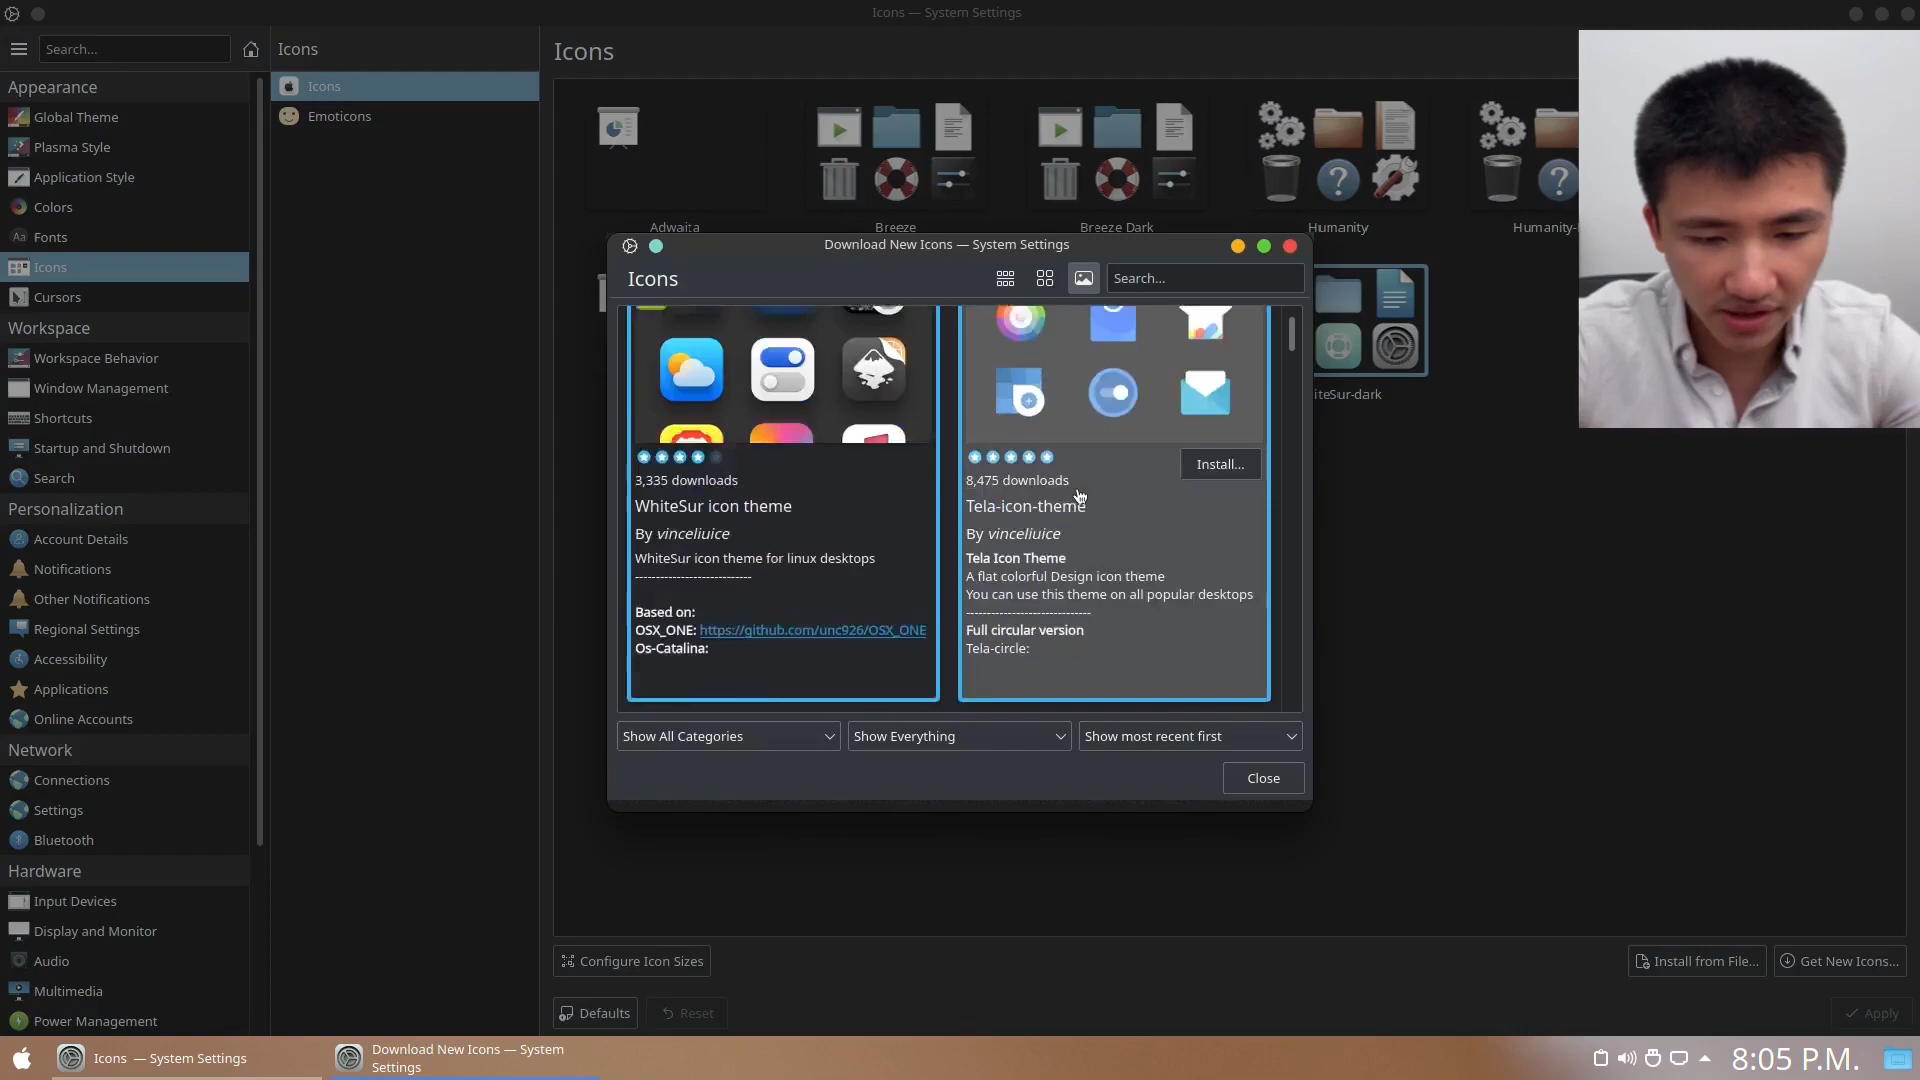 Icons — System Settings
Search...
Icons
Appearance
Global Theme
Plasma Style
Application Style
Colors
Aa Fonts
Icons
Cursors
Workspace
Workspace Behavior
Window Management
Shortcuts
Startup and Shutdown
Search
Personalization
Account Details
Notifications
Other Notifications
Regional Settings
Accessibility
Applications
Online Accounts
Network
Connections
Settings
Bluetooth
Hardware
Input Devices
Display and Monitor
Audio
Multimedia
Power Management
Icons
Emoticons
Icons
Adwaita
Breeze
Breeze Dark
Humanity
Humanity-
iteSur-dark
Download New Icons — System Settings
Icons
Search...
3,335 downloads
WhiteSur icon theme
By vinceliuice
WhiteSur icon theme for linux desktops
----------------------------
Based on:
OSX_ONE: https://github.com/unc926/OSX_ONE
Os-Catalina:
Install...
8,475 downloads
Tela-icon-theme
By vinceliuice
Tela Icon Theme
A flat colorful Design icon theme
You can use this theme on all popular desktops
------------------------------
Full circular version
Tela-circle:
Show All Categories
Show Everything
Show most recent first
Close
Configure Icon Sizes
Install from File...
Get New Icons...
Defaults
Reset
Apply
Icons — System Settings
Download New Icons — System
Settings
8:05 P.M.